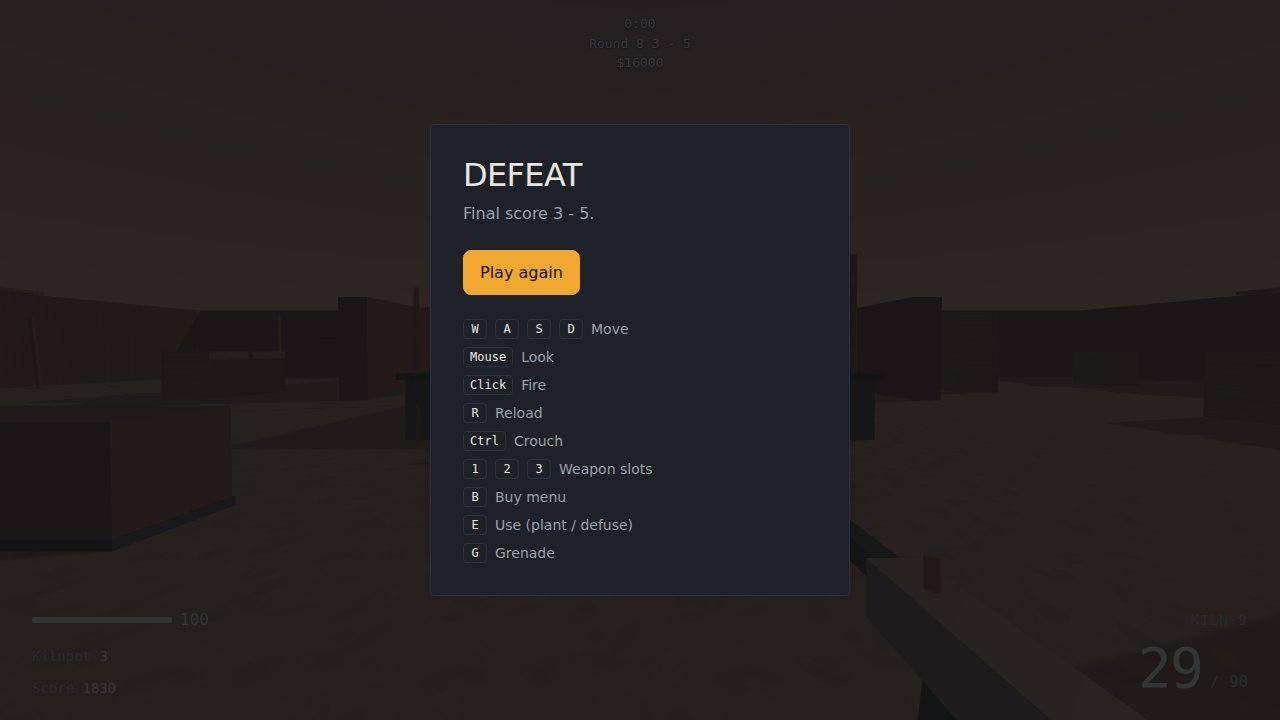 0:00
Round 8 3 - 5
$16000
DEFEAT
Final score 3 - 5.
Play again
W A S D Move
Mouse Look
Click Fire
R Reload
Ctrl Crouch
1 2 3 Weapon slots
B Buy menu
E Use (plant / defuse)
G Grenade
100
Kilnpot 3
Score 1830
KILN-9
29 / 90